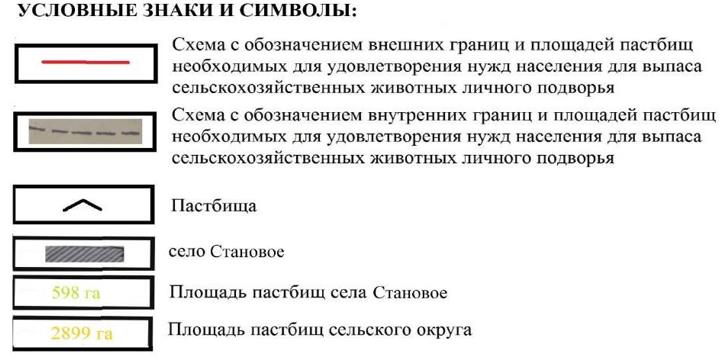 УСЛОВНЫЕ ЗНАКИ И СИМВОЛЫ:
Схема с обозначением внешних границ и площадей пастбищ
необходимых для удовлетворения нужд населения для выпаса
сельскохозяйственных животных личного подворья
Схема с обозначением внутренних границ и площадей пастбищ
необходимых для удовлетворения нужд населения для выпаса
сельскохозяйственных животных личного подворья
Пастбища
село Становое
598 га Площадь пастбищ села Становое
2899 га Площадь пастбищ сельского округа